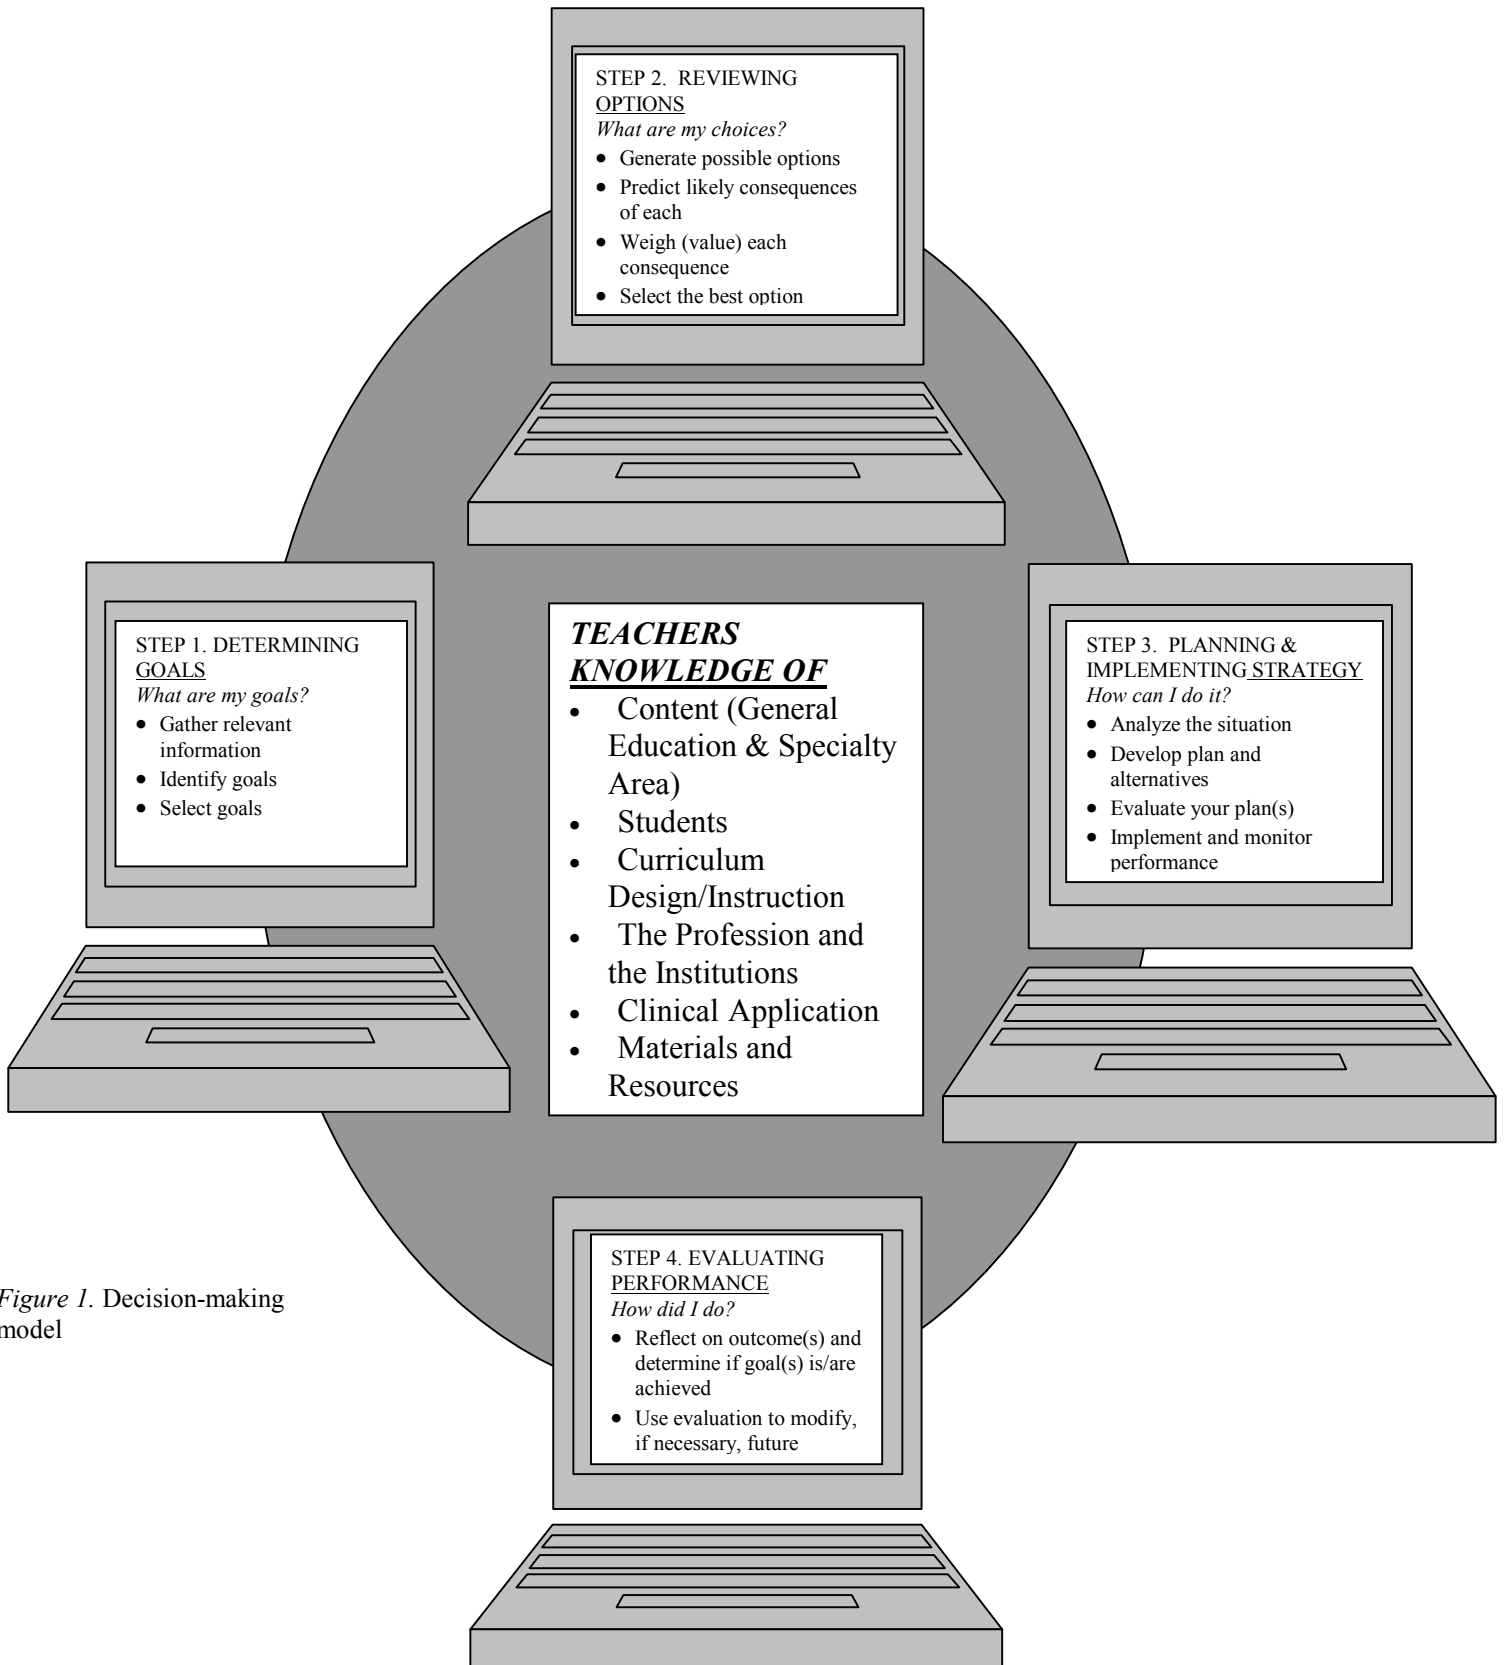 STEP 2. REVIEWING
OPTIONS
What are my choices?
• Generate possible options
• Predict likely consequences
of each
• Weigh (value) each
consequence
• Select the best option
STEP 1. DETERMINING
GOALS
What are my goals?
• Gather relevant
information
• Identify goals
• Select goals
TEACHERS
KNOWLEDGE OF
• Content (General
Education & Specialty
Area)
• Students
• Curriculum
Design/Instruction
• The Profession and
the Institutions
• Clinical Application
• Materials and
Resources
STEP 3. PLANNING &
IMPLEMENTING STRATEGY
How can I do it?
• Analyze the situation
• Develop plan and
alternatives
• Evaluate your plan(s)
• Implement and monitor
performance
STEP 4. EVALUATING
PERFORMANCE
How did I do?
• Reflect on outcome(s) and
determine if goal(s) is/are
achieved
• Use evaluation to modify,
if necessary, future
Figure 1. Decision-making
model